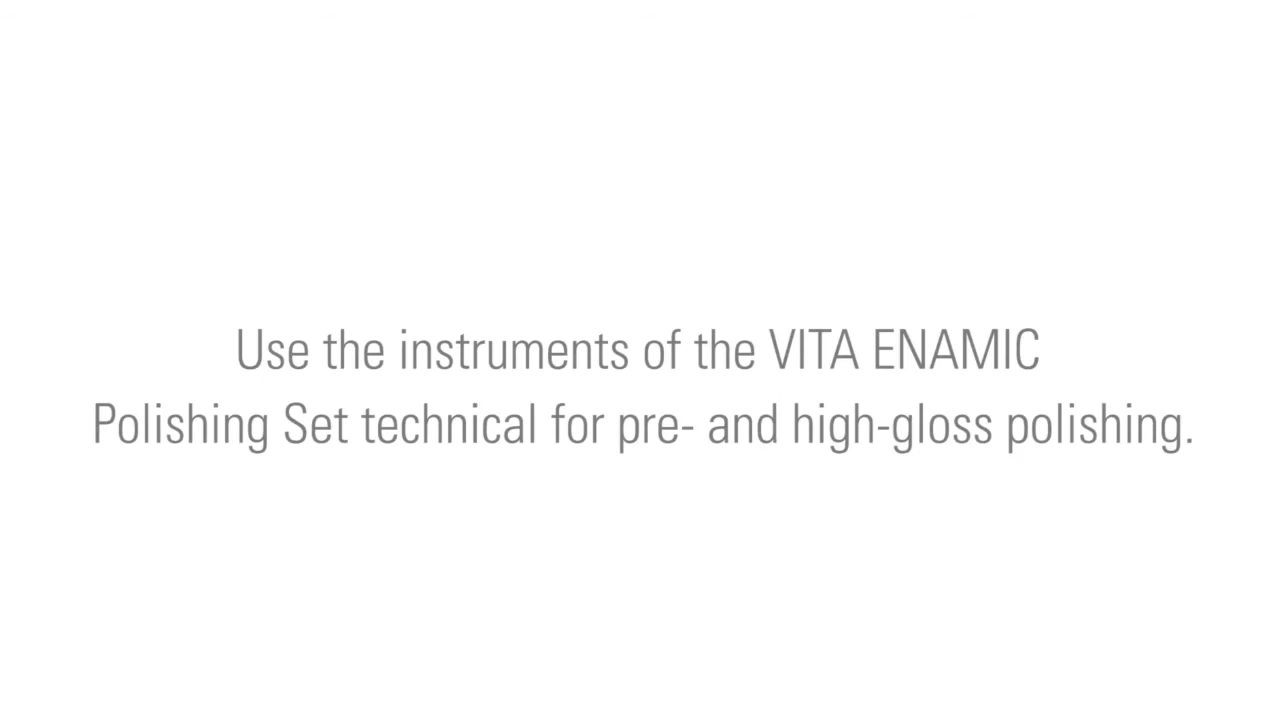 Use the instruments of the VITA ENAMIC
Polishing Set technical for pre- and high-gloss polishing.